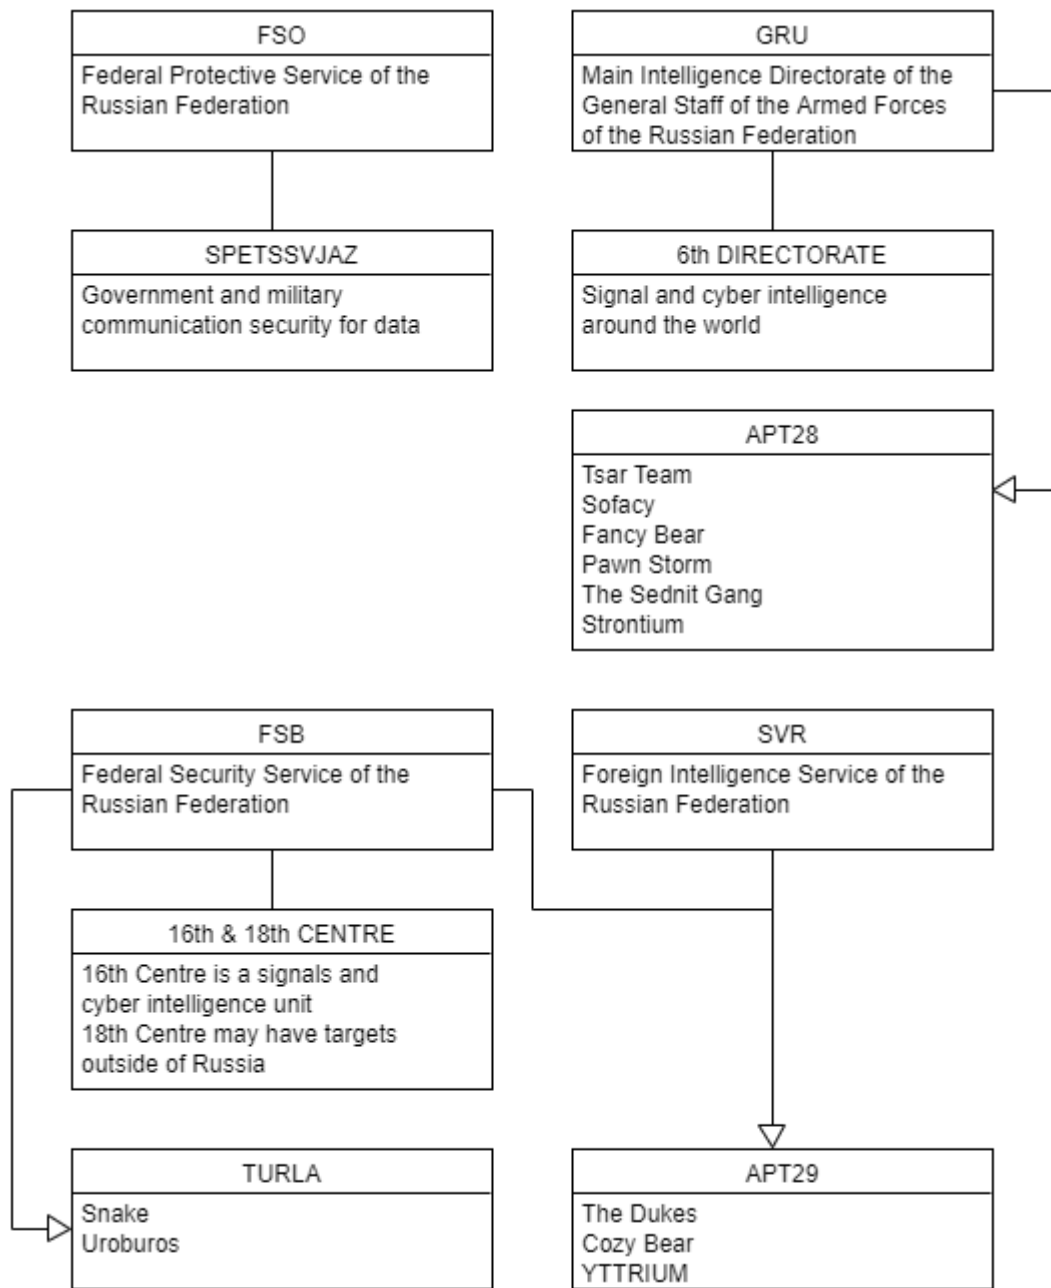 FSO
Federal Protective Service of the
Russian Federation
GRU
Main Intelligence Directorate of the
General Staff of the Armed Forces
of the Russian Federation
SPETSSVJAZ
Government and military
communication security for data
6th DIRECTORATE
Signal and cyber intelligence
around the world
APT28
Tsar Team
Sofacy
Fancy Bear
Pawn Storm
The Sednit Gang
Strontium
FSB
Federal Security Service of the
Russian Federation
SVR
Foreign Intelligence Service of the
Russian Federation
16th & 18th CENTRE
16th Centre is a signals and
cyber intelligence unit
18th Centre may have targets
outside of Russia
TURLA
Snake
Uroburos
APT29
The Dukes
Cozy Bear
YTTRIUM